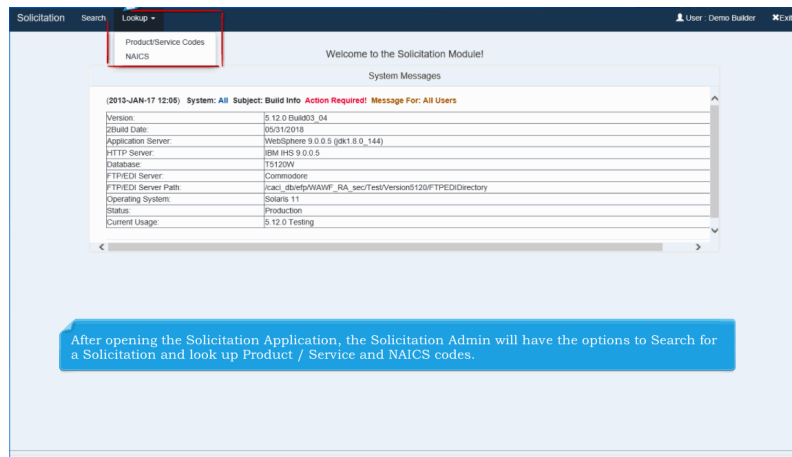 Solicitation Search Lookup User : Demo Builder Exit
Product/Service Codes
NAICS
Welcome to the Solicitation Module!
System Messages
(2013-JAN-17 12:05) System: All Subject: Build Info Action Required! Message For: All Users
Version: 5.12.0 Build03_04
2Build Date: 05/31/2018
Application Server: WebSphere 9.0.0.5 (jdk1.8.0_144)
HTTP Server: IBM IHS 9.0.0.5
Database: T5120W
FTP/EDI Server: Commodore
FTP/EDI Server Path: /caci_db/efp/WAWF_RA_sec/Test/Version5120/FTPEDIDirectory
Operating System: Solaris 11
Status: Production
Current Usage: 5.12.0 Testing
After opening the Solicitation Application, the Solicitation Admin will have the options to Search for
a Solicitation and look up Product / Service and NAICS codes.